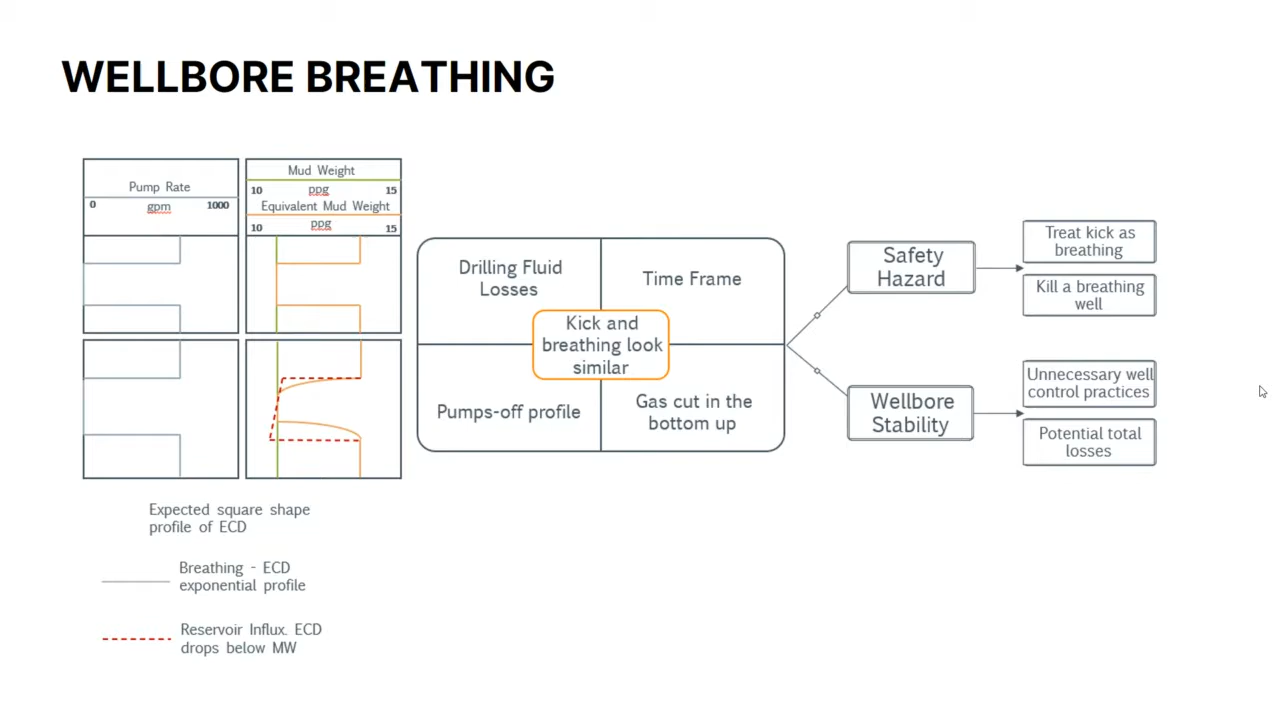 WELLBORE BREATHING
Pump Rate
0 gpm 1000
Mud Weight
10 ppg 15
Equivalent Mud Weight
10 ppg 15
Drilling Fluid
Losses
Time Frame
Kick and
breathing look
similar
Pumps-off profile
Gas cut in the
bottom up
Safety
Hazard
Treat kick as
breathing
Kill a breathing
well
Wellbore
Stability
Unnecessary well
control practices
Potential total
losses
Expected square shape
profile of ECD
Breathing - ECD
exponential profile
Reservoir Influx. ECD
drops below MW